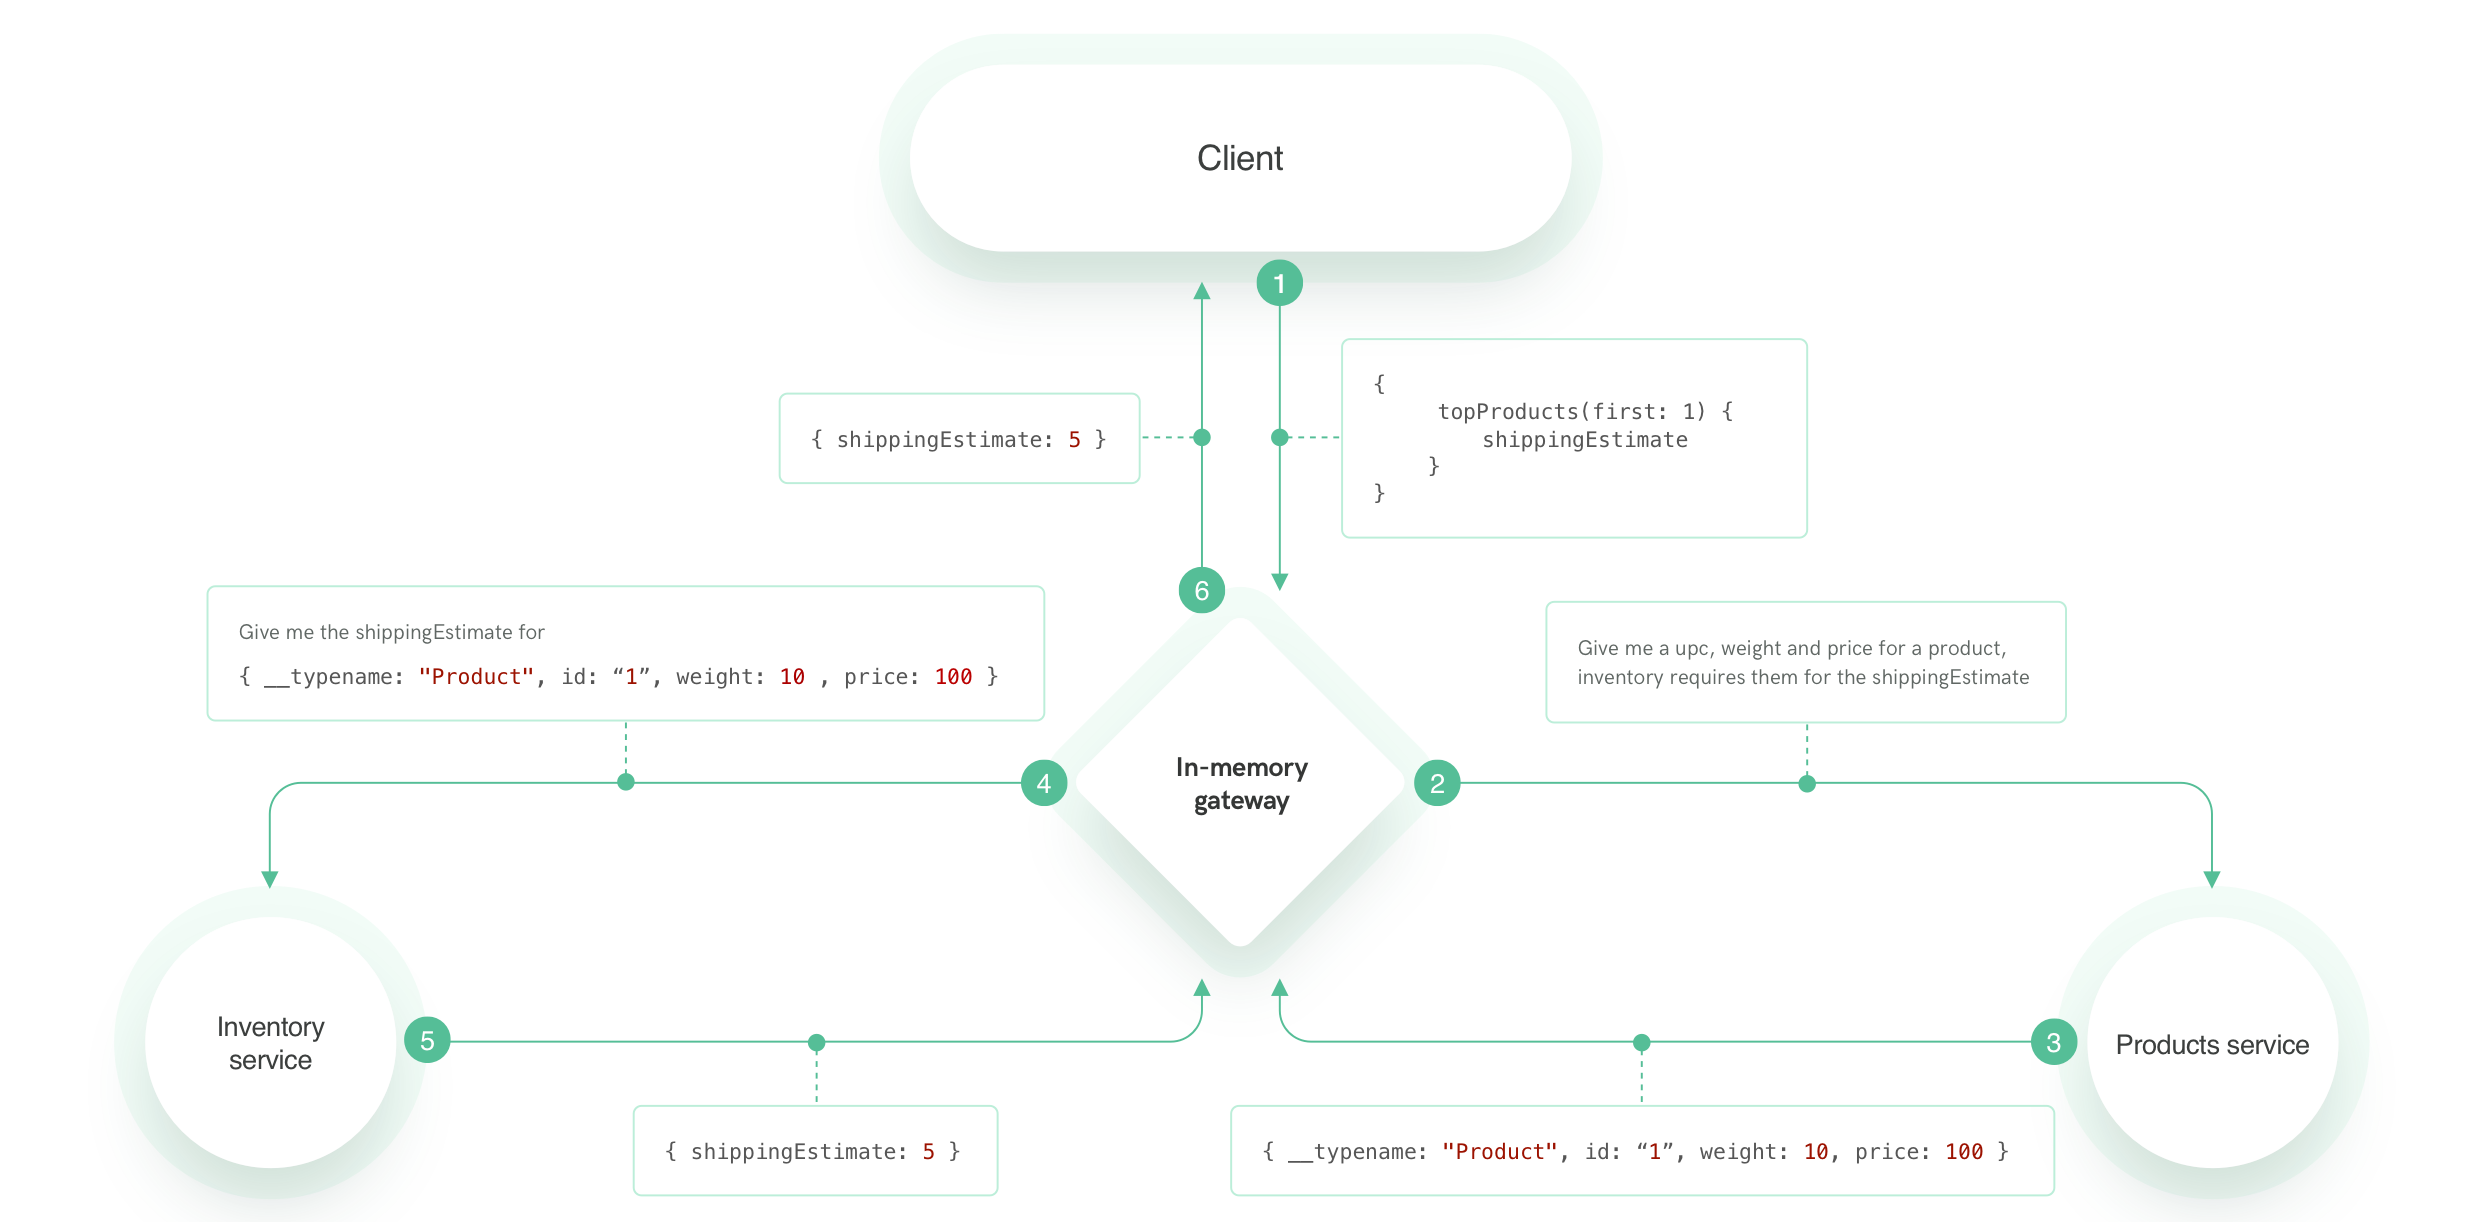 Client
1
{
topProducts(first: 1) {
shippingEstimate
}
}
{ shippingEstimate: 5 }
6
Give me the shippingEstimate for
{ __typename: "Product", id: “1”, weight: 10 , price: 100 }
Give me a upc, weight and price for a product,
inventory requires them for the shippingEstimate
4
In-memory
gateway
2
Inventory
service
5
3
Products service
{ shippingEstimate: 5 }
{ __typename: "Product", id: “1”, weight: 10, price: 100 }